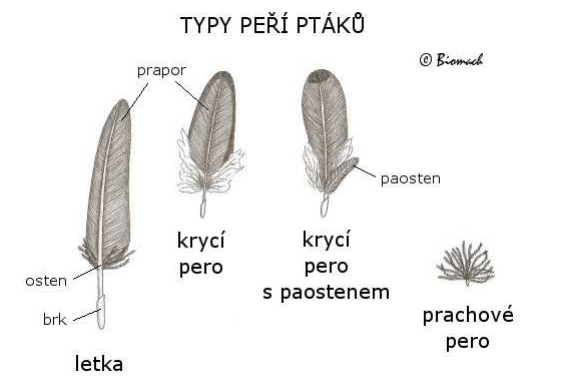 TYPY PEŘÍ PTÁKŮ
© Biomach
prapor
paosten
krycí
pero
krycí
pero
s paostenem
osten
brk
letka
prachové
pero